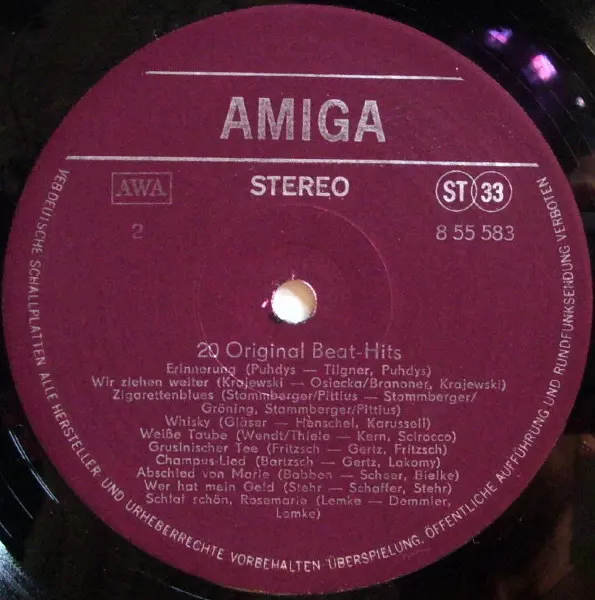 AMIGA
AWA
STEREO
ST 33
2
8 55 583
20 Original Beat-Hits
Erinnerung (Puhdys — Tilgner, Puhdys)
Wir ziehen weiter (Krajewski — Osiecka/Branoner, Krajewski)
Zigarettenblues (Stammberger/Pittius — Stammberger/
Gröning, Stammberger/Pittius)
Whisky (Gläser — Hänschel, Karussell)
Weiße Taube (Wendt/Thiele — Kern, Scirocco)
Grusinischer Tee (Fritzsch — Gertz, Fritzsch)
Champus-Lied (Bartzsch — Gertz, Lakomy)
Abschied von Marie (Babben — Scheer, Bielke)
Wer hat mein Geld (Stehr — Schaffer, Stehr)
Schlaf schön, Rosemarie (Lemke — Demmler,
Lemke)
VEB DEUTSCHE SCHALLPLATTEN ALLE HERSTELLER- UND URHEBERRECHTE VORBEHALTEN ÜBERSPIELUNG, ÖFFENTLICHE AUFFÜHRUNG UND RUNDFUNKSENDUNG VERBOTEN